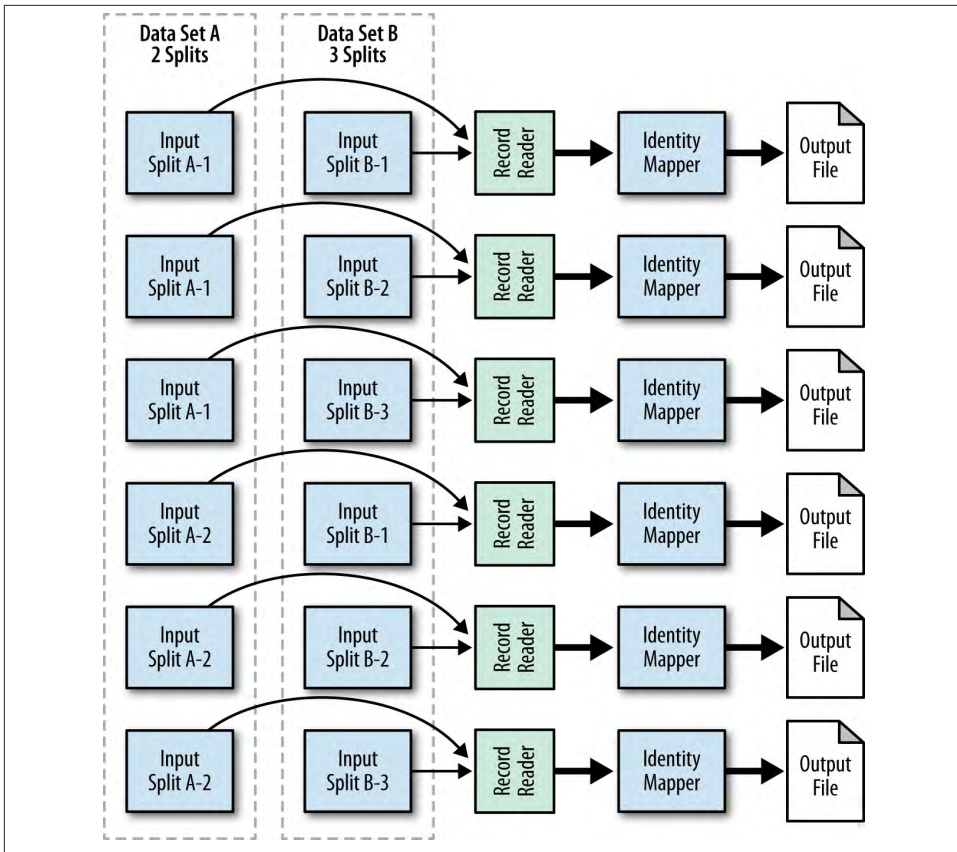 Data Set A
2 Splits
Data Set B
3 Splits
Input
Split A-1
Input
Split B-1
Record
Reader
Identity
Mapper
Output
File
Input
Split A-1
Input
Split B-2
Record
Reader
Identity
Mapper
Output
File
Input
Split A-1
Input
Split B-3
Record
Reader
Identity
Mapper
Output
File
Input
Split A-2
Input
Split B-1
Record
Reader
Identity
Mapper
Output
File
Input
Split A-2
Input
Split B-2
Record
Reader
Identity
Mapper
Output
File
Input
Split A-2
Input
Split B-3
Record
Reader
Identity
Mapper
Output
File